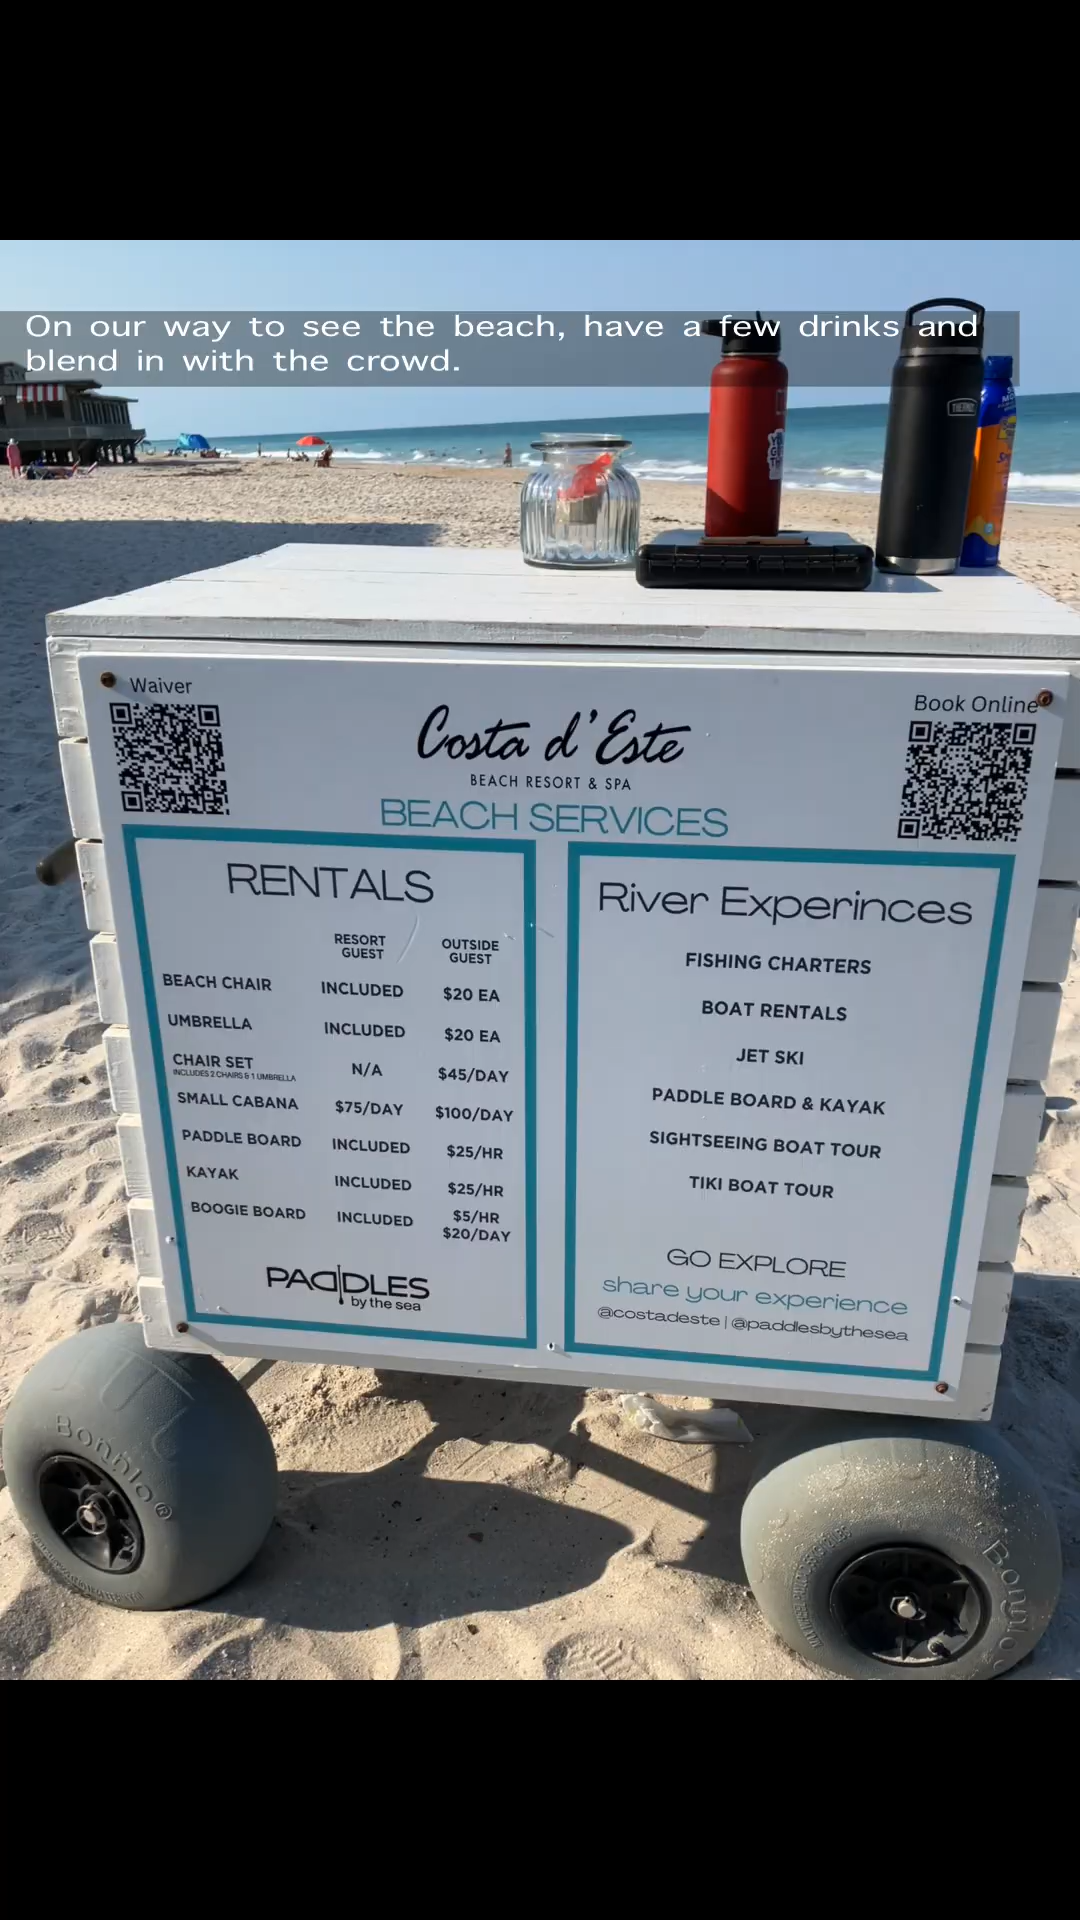 On our way to see the beach, have a few drinks and
blend in with the crowd.
THERMOS
Waiver
Book Online
Costa d'Este
BEACH RESORT & SPA
BEACH SERVICES
RENTALS
RESORT GUEST OUTSIDE GUEST
BEACH CHAIR INCLUDED $20 EA
UMBRELLA INCLUDED $20 EA
CHAIR SET N/A $45/DAY
INCLUDES 2 CHAIRS & 1 UMBRELLA
SMALL CABANA $75/DAY $100/DAY
PADDLE BOARD INCLUDED $25/HR
KAYAK INCLUDED $25/HR
BOOGIE BOARD INCLUDED $5/HR
$20/DAY
PADDLES
by the sea
River Experinces
FISHING CHARTERS
BOAT RENTALS
JET SKI
PADDLE BOARD & KAYAK
SIGHTSEEING BOAT TOUR
TIKI BOAT TOUR
GO EXPLORE
share your experience
@costadeste | @paddlesbythesea
Bonnlo®
Bonnlo